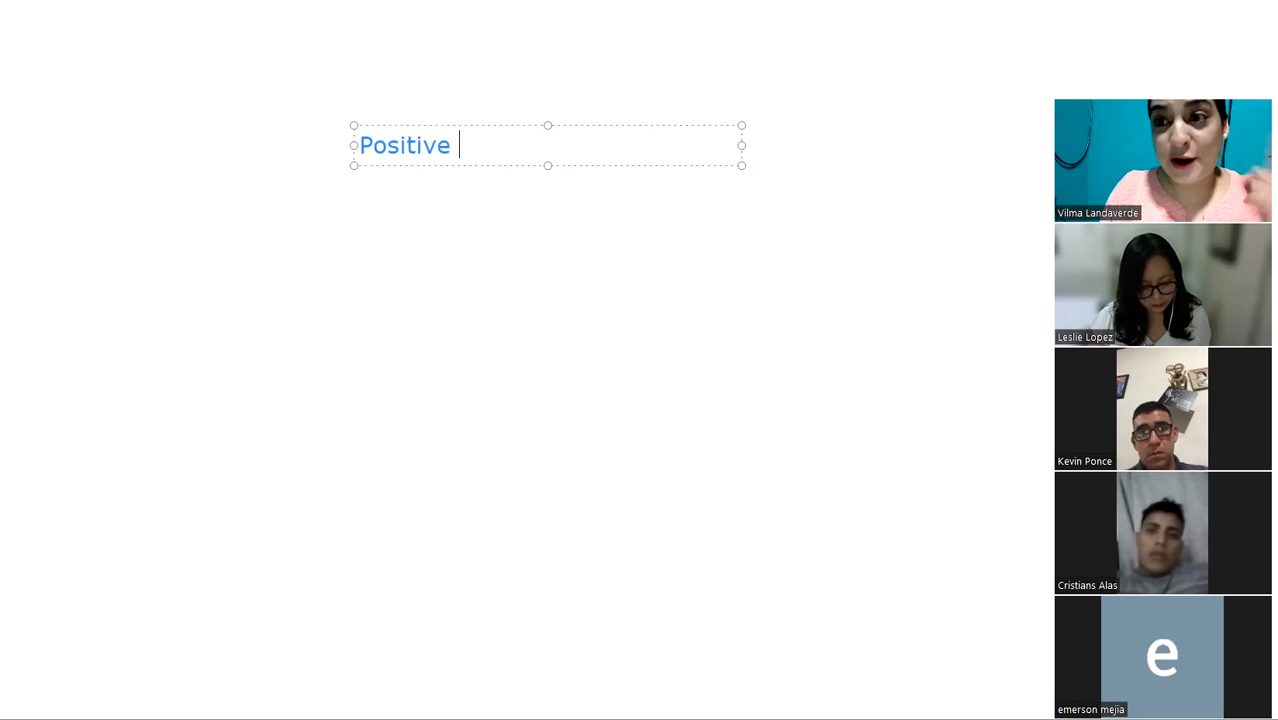 Positive
Vilma Landaverde
Leslie Lopez
Kevin Ponce
Cristians Alas
e
emerson mejia